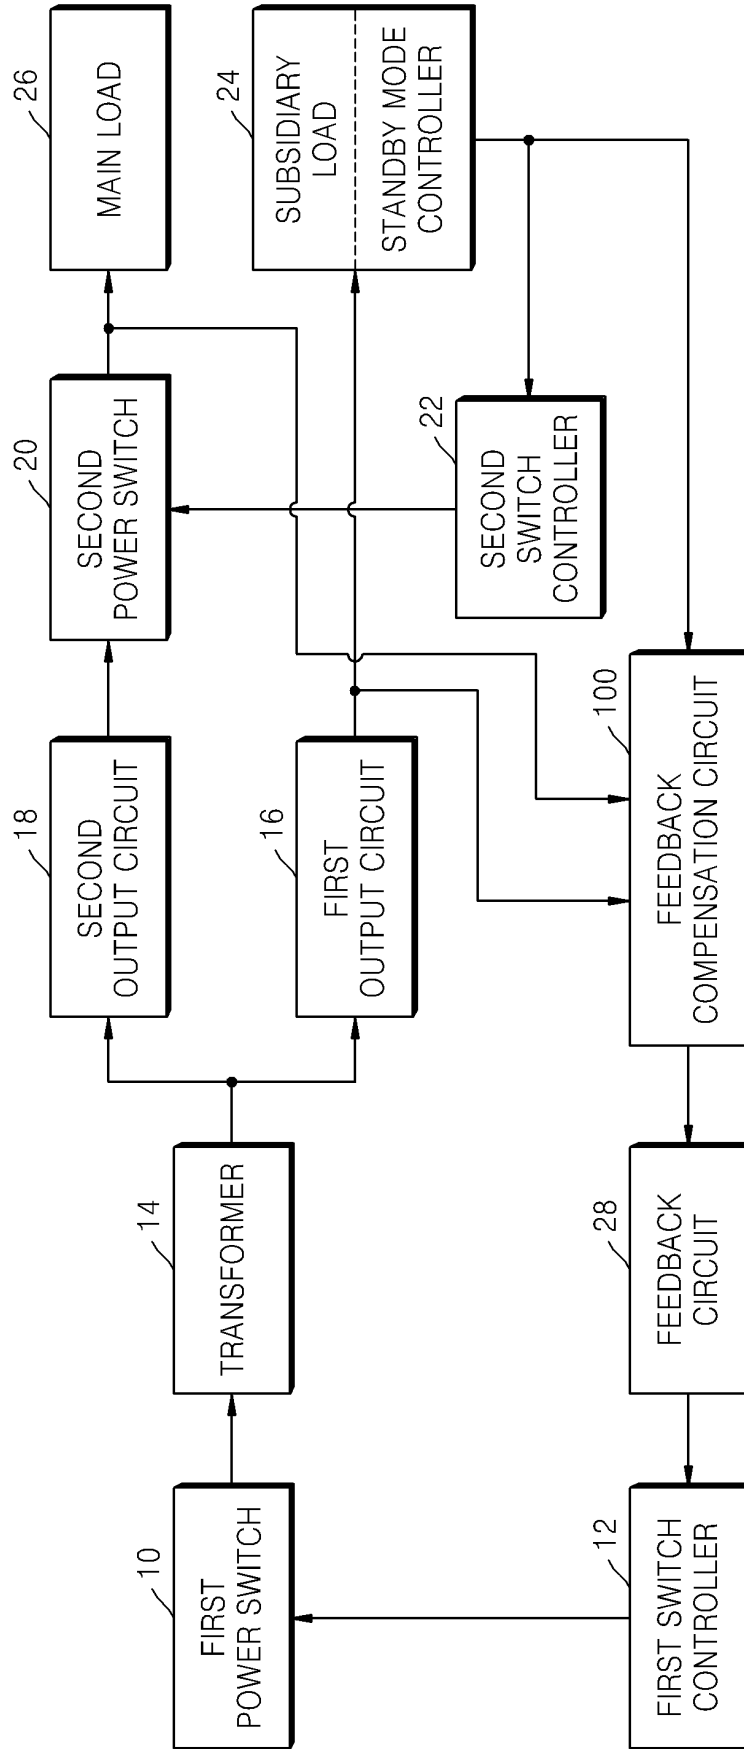 10
FIRST
POWER SWITCH
14
TRANSFORMER
18
SECOND
OUTPUT CIRCUIT
20
SECOND
POWER SWITCH
26
MAIN LOAD
16
FIRST
OUTPUT CIRCUIT
24
SUBSIDIARY
LOAD
STANDBY MODE
CONTROLLER
22
SECOND
SWITCH
CONTROLLER
12
FIRST SWITCH
CONTROLLER
28
FEEDBACK
CIRCUIT
100
FEEDBACK
COMPENSATION CIRCUIT